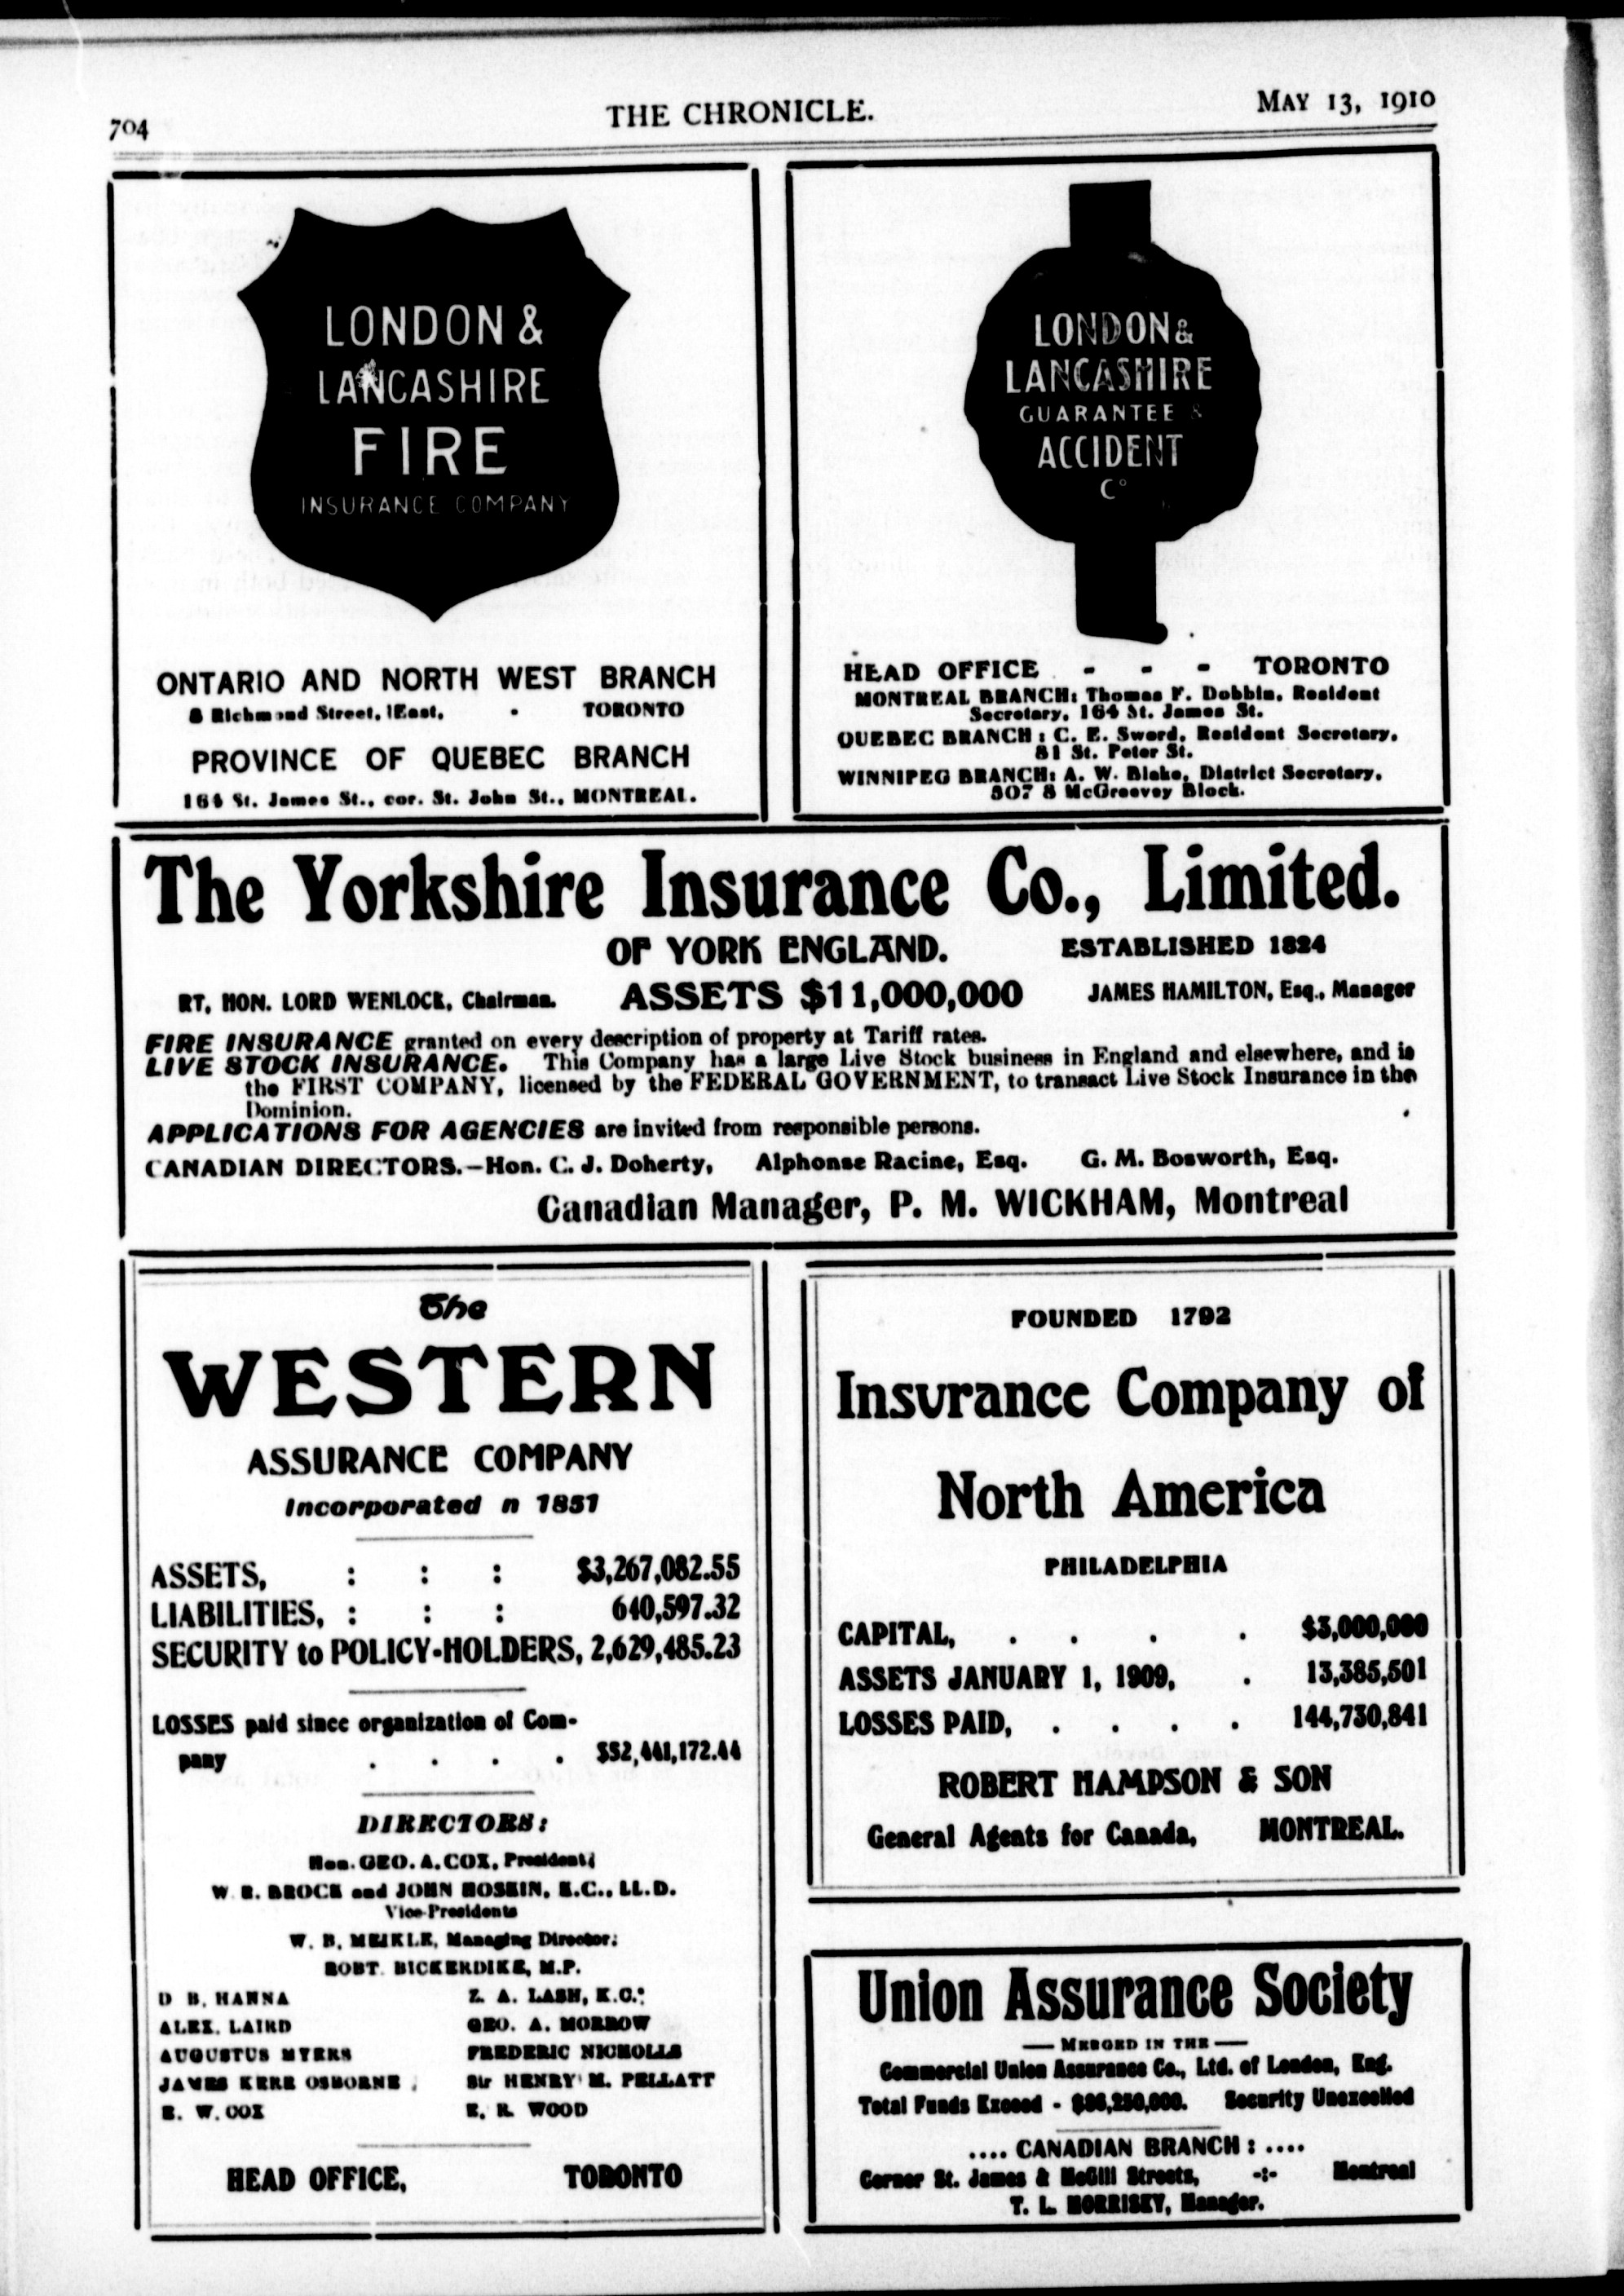 704
THE CHRONICLE.
MAY 13, 1910
LONDON &
LANCASHIRE
FIRE
INSURANCE COMPANY
ONTARIO AND NORTH WEST BRANCH
8 Richmond Street, East, - TORONTO
PROVINCE OF QUEBEC BRANCH
164 St. James St., cor. St. John St., MONTREAL.
LONDON &
LANCASHIRE
GUARANTEE &
ACCIDENT
Co
HEAD OFFICE - - - TORONTO
MONTREAL BRANCH: Thomas F. Dobbin, Resident
Secretary, 164 St. James St.
QUEBEC BRANCH: C. E. Sword, Resident Secretary,
81 St. Peter St.
WINNIPEG BRANCH: A. W. Blake, District Secretary,
507 8 McGreevey Block.
The Yorkshire Insurance Co., Limited.
OF YORK ENGLAND. ESTABLISHED 1824
RT. HON. LORD WENLOCK, Chairman. ASSETS $11,000,000 JAMES HAMILTON, Esq., Manager
FIRE INSURANCE granted on every description of property at Tariff rates.
LIVE STOCK INSURANCE. This Company has a large Live Stock business in England and elsewhere, and is
the FIRST COMPANY, licensed by the FEDERAL GOVERNMENT, to transact Live Stock Insurance in the
Dominion.
APPLICATIONS FOR AGENCIES are invited from responsible persons.
CANADIAN DIRECTORS.—Hon. C. J. Doherty, Alphonse Racine, Esq. G. M. Bosworth, Esq.
Canadian Manager, P. M. WICKHAM, Montreal
The
WESTERN
ASSURANCE COMPANY
Incorporated n 1851
ASSETS, : : : $3,267,082.55
LIABILITIES, : : : 640,597.32
SECURITY to POLICY-HOLDERS, 2,629,485.23
LOSSES paid since organization of Com-
pany . . . . $52,441,172.44
DIRECTORS:
Hon. GEO. A. COX, President
W. R. BROCK and JOHN HOSKIN, K.C., LL.D.
Vice-Presidents
W. B. MEIKLE, Managing Director;
ROBT. BICKERDIKE, M.P.
D B. HANNA Z. A. LASH, K.C.
ALEX. LAIRD GEO. A. MORROW
AUGUSTUS MYERS FREDERIC NICHOLLS
JAMES KERR OSBORNE Sir HENRY M. PELLATT
E. W. COX E. R. WOOD
HEAD OFFICE, TORONTO
FOUNDED 1792
Insurance Company of
North America
PHILADELPHIA
CAPITAL, . . . . $3,000,000
ASSETS JANUARY 1, 1909, . 13,385,501
LOSSES PAID, . . . . 144,730,841
ROBERT HAMPSON & SON
General Agents for Canada, MONTREAL.
Union Assurance Society
— MERGED IN THE —
Commercial Union Assurance Co., Ltd. of London, Eng.
Total Funds Exceed - $86,250,000. Security Unexcelled
.... CANADIAN BRANCH: ....
Corner St. James & McGill Streets, -:- Montreal
T. L. MORRISEY, Manager.